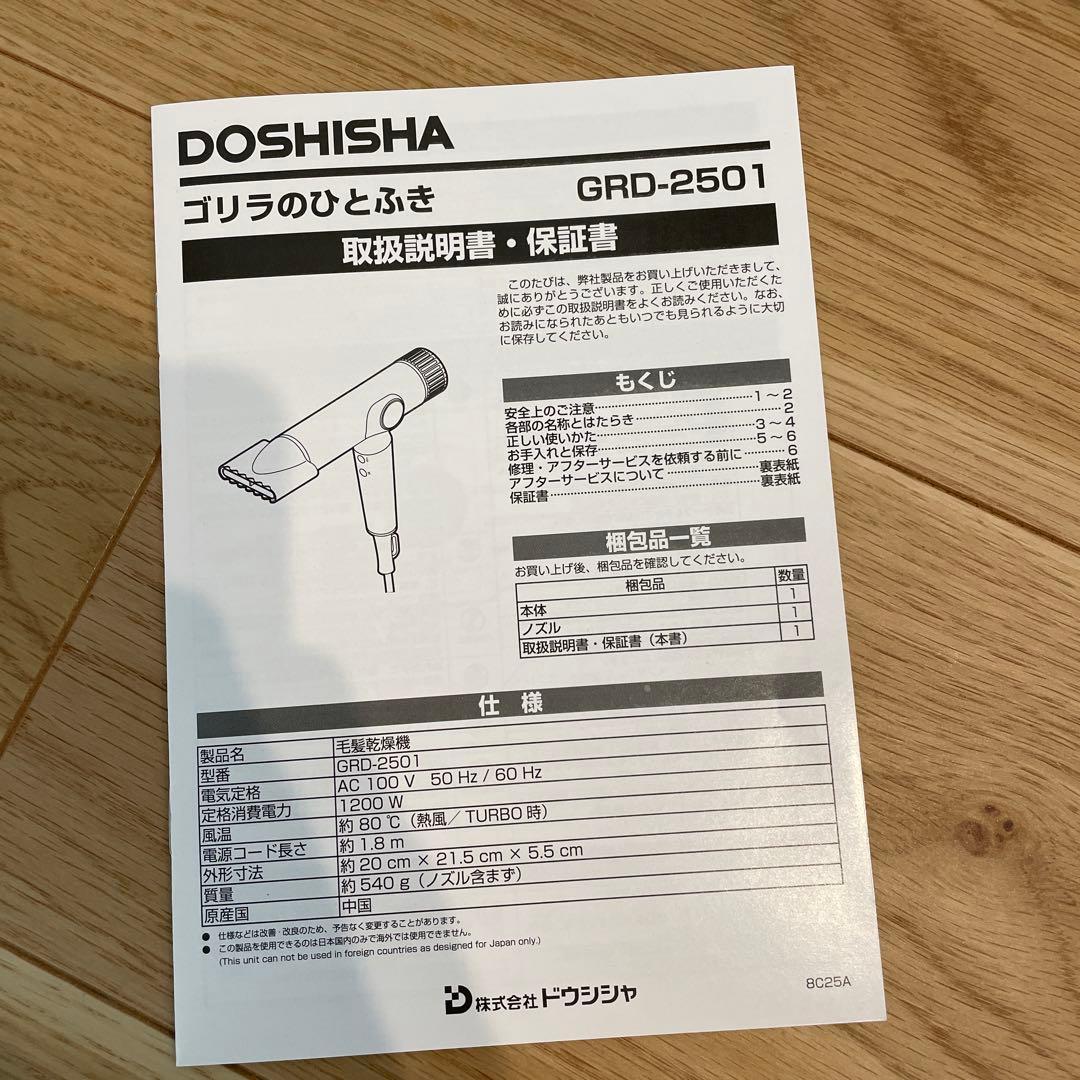 DOSHISHA
ゴリラのひとふき GRD-2501
取扱説明書・保証書
このたびは、弊社製品をお買い上げいただきまして、
誠にありがとうございます。正しくご使用いただくた
めに必ずこの取扱説明書をよくお読みください。なお、
お読みになられたあともいつでも見られるように大切
に保存してください。
もくじ
安全上のご注意……………………1～2
各部の名称とはたらき……………………2
正しい使いかた……………………3～4
お手入れと保存……………………5～6
修理・アフターサービスを依頼する前に…………6
アフターサービスについて……………………裏表紙
保証書……………………裏表紙
梱包品一覧
お買い上げ後、梱包品を確認してください。
梱包品 数量
本体 1
ノズル 1
取扱説明書・保証書（本書） 1
仕 様
製品名 毛髪乾燥機
型番 GRD-2501
電気定格 AC 100 V 50 Hz / 60 Hz
定格消費電力 1200 W
風温 約 80 ℃（熱風／ TURBO 時）
電源コード長さ 約 1.8 m
外形寸法 約 20 cm × 21.5 cm × 5.5 cm
質量 約 540 g（ノズル含まず）
原産国 中国
● 仕様などは改善・改良のため、予告なく変更することがあります。
● この製品を使用できるのは日本国内のみで海外では使用できません。
(This unit can not be used in foreign countries as designed for Japan only.)
株式会社ドウシシャ
8C25A